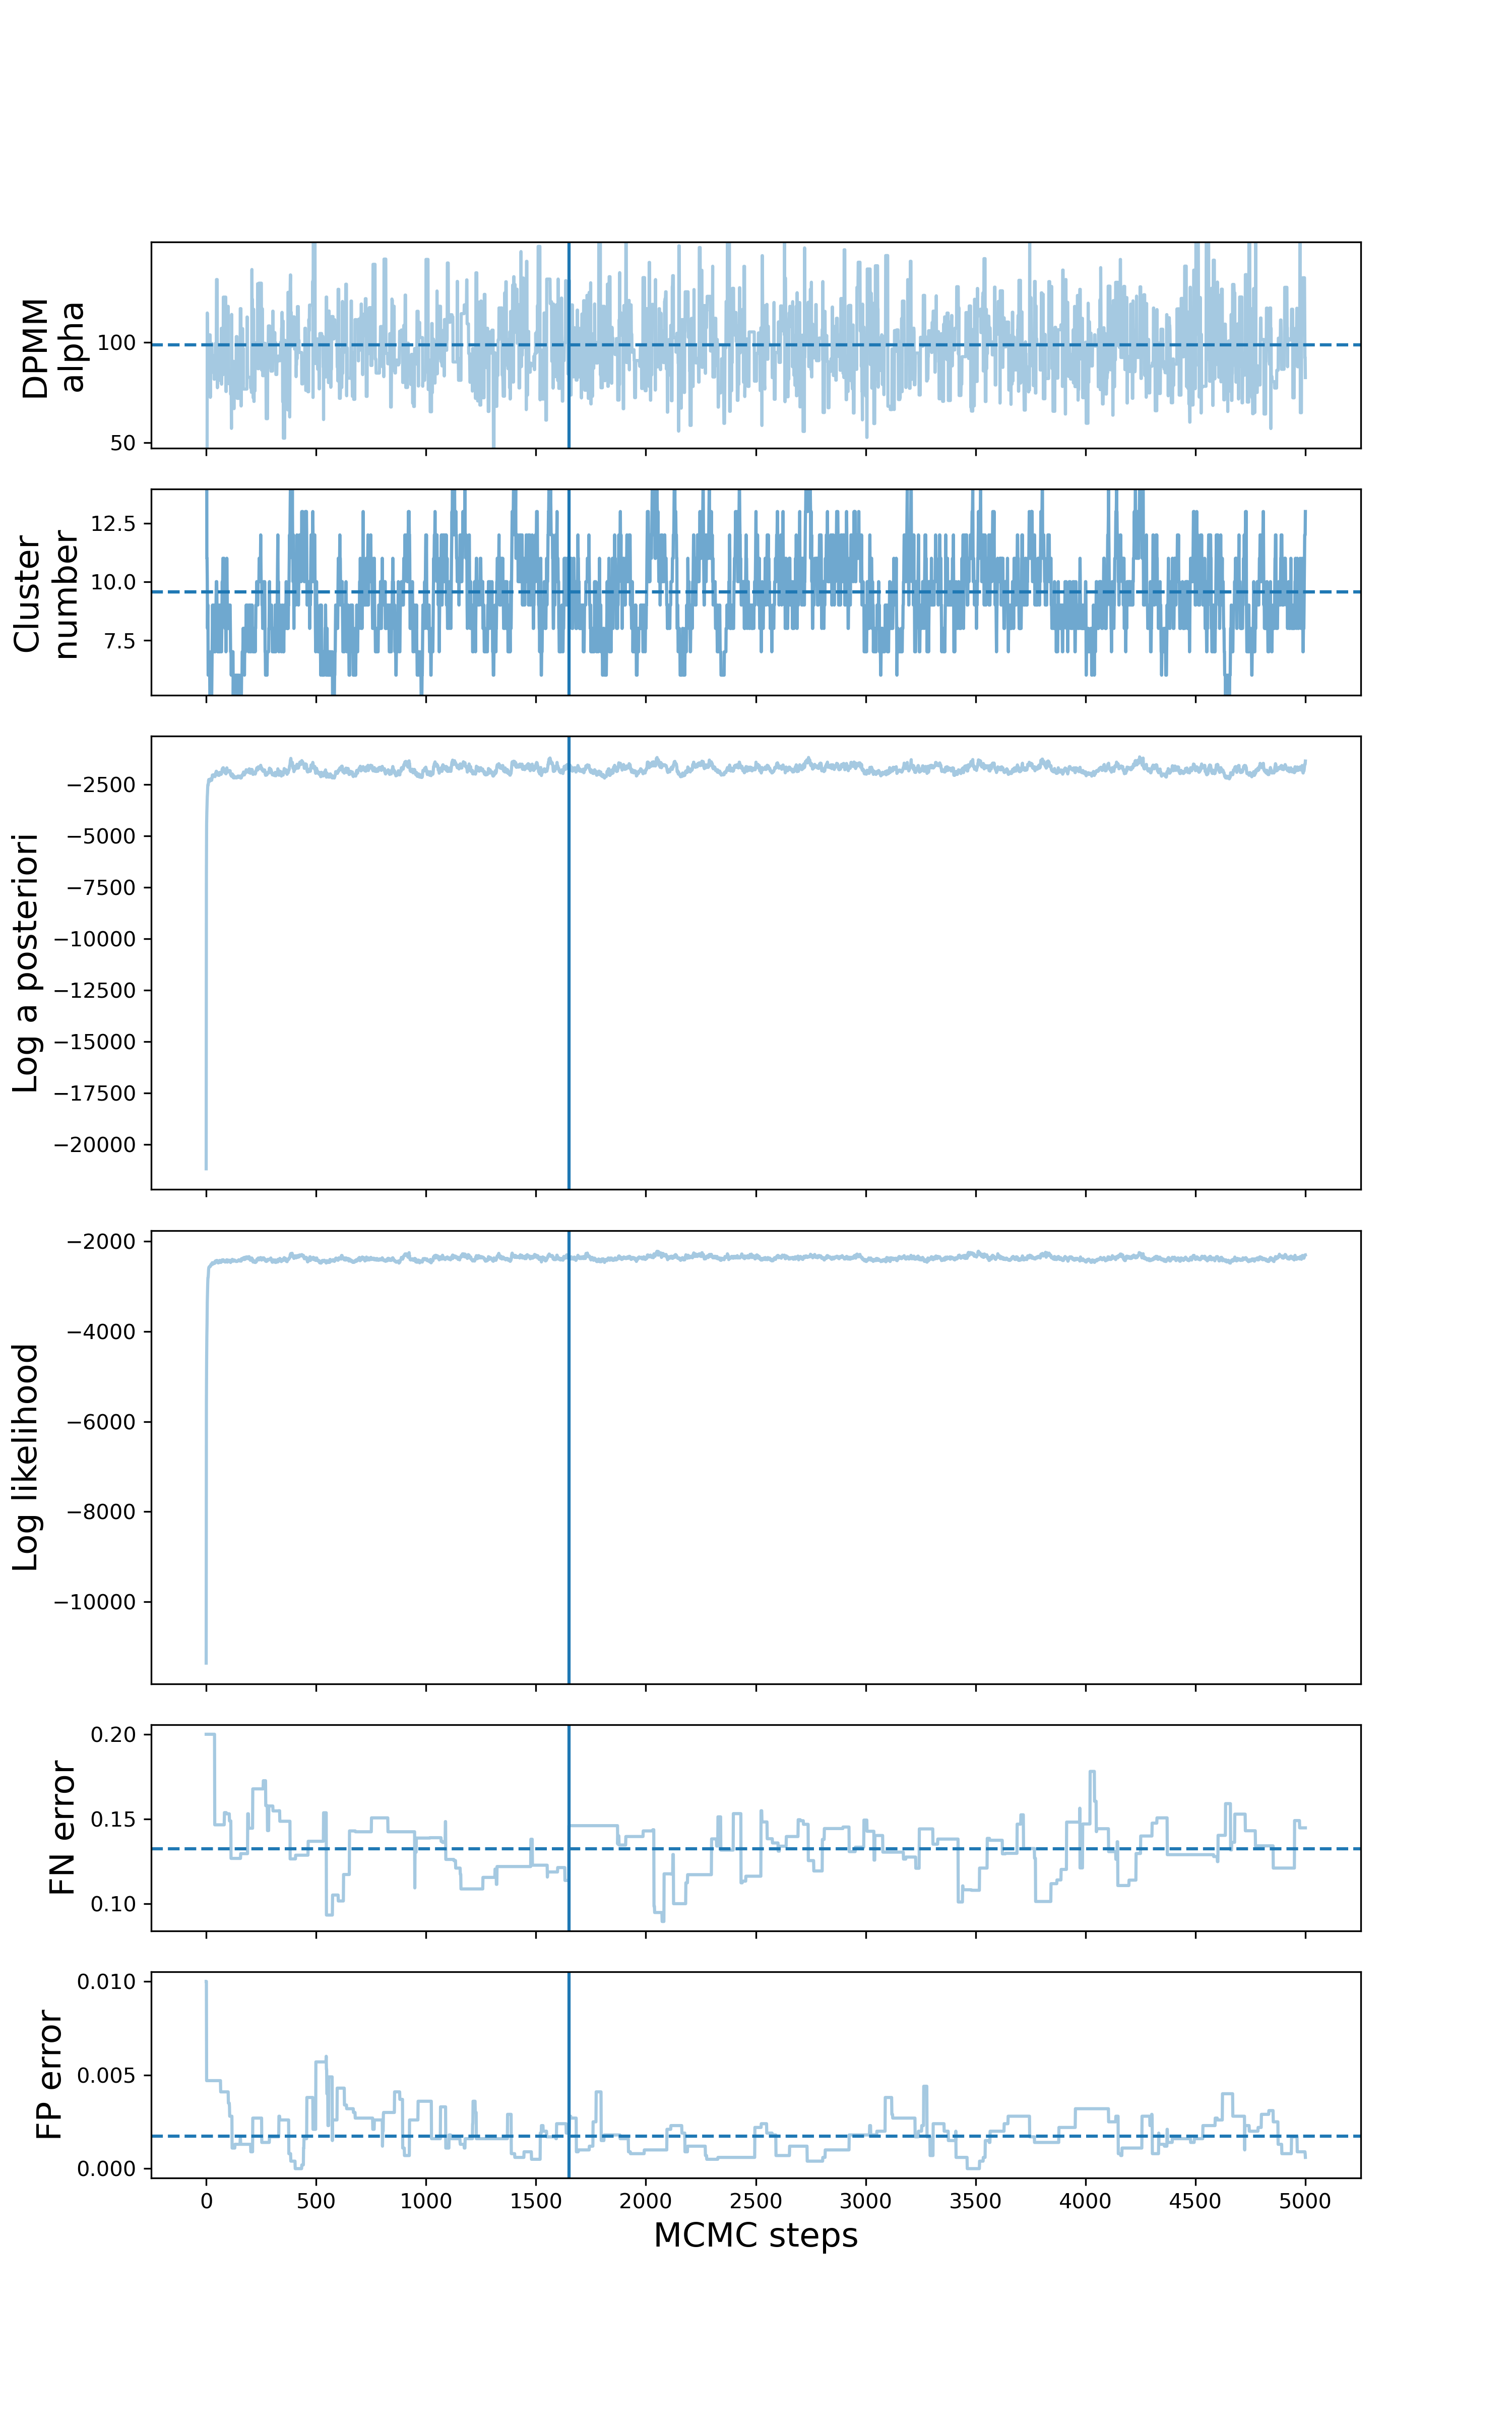 DPMM
alpha
100
50
Cluster
number
12.5
10.0
7.5
Log a posteriori
−2500
−5000
−7500
−10000
−12500
−15000
−17500
−20000
Log likelihood
−2000
−4000
−6000
−8000
−10000
FN error
0.20
0.15
0.10
FP error
0.010
0.005
0.000
0 500 1000 1500 2000 2500 3000 3500 4000 4500 5000
MCMC steps